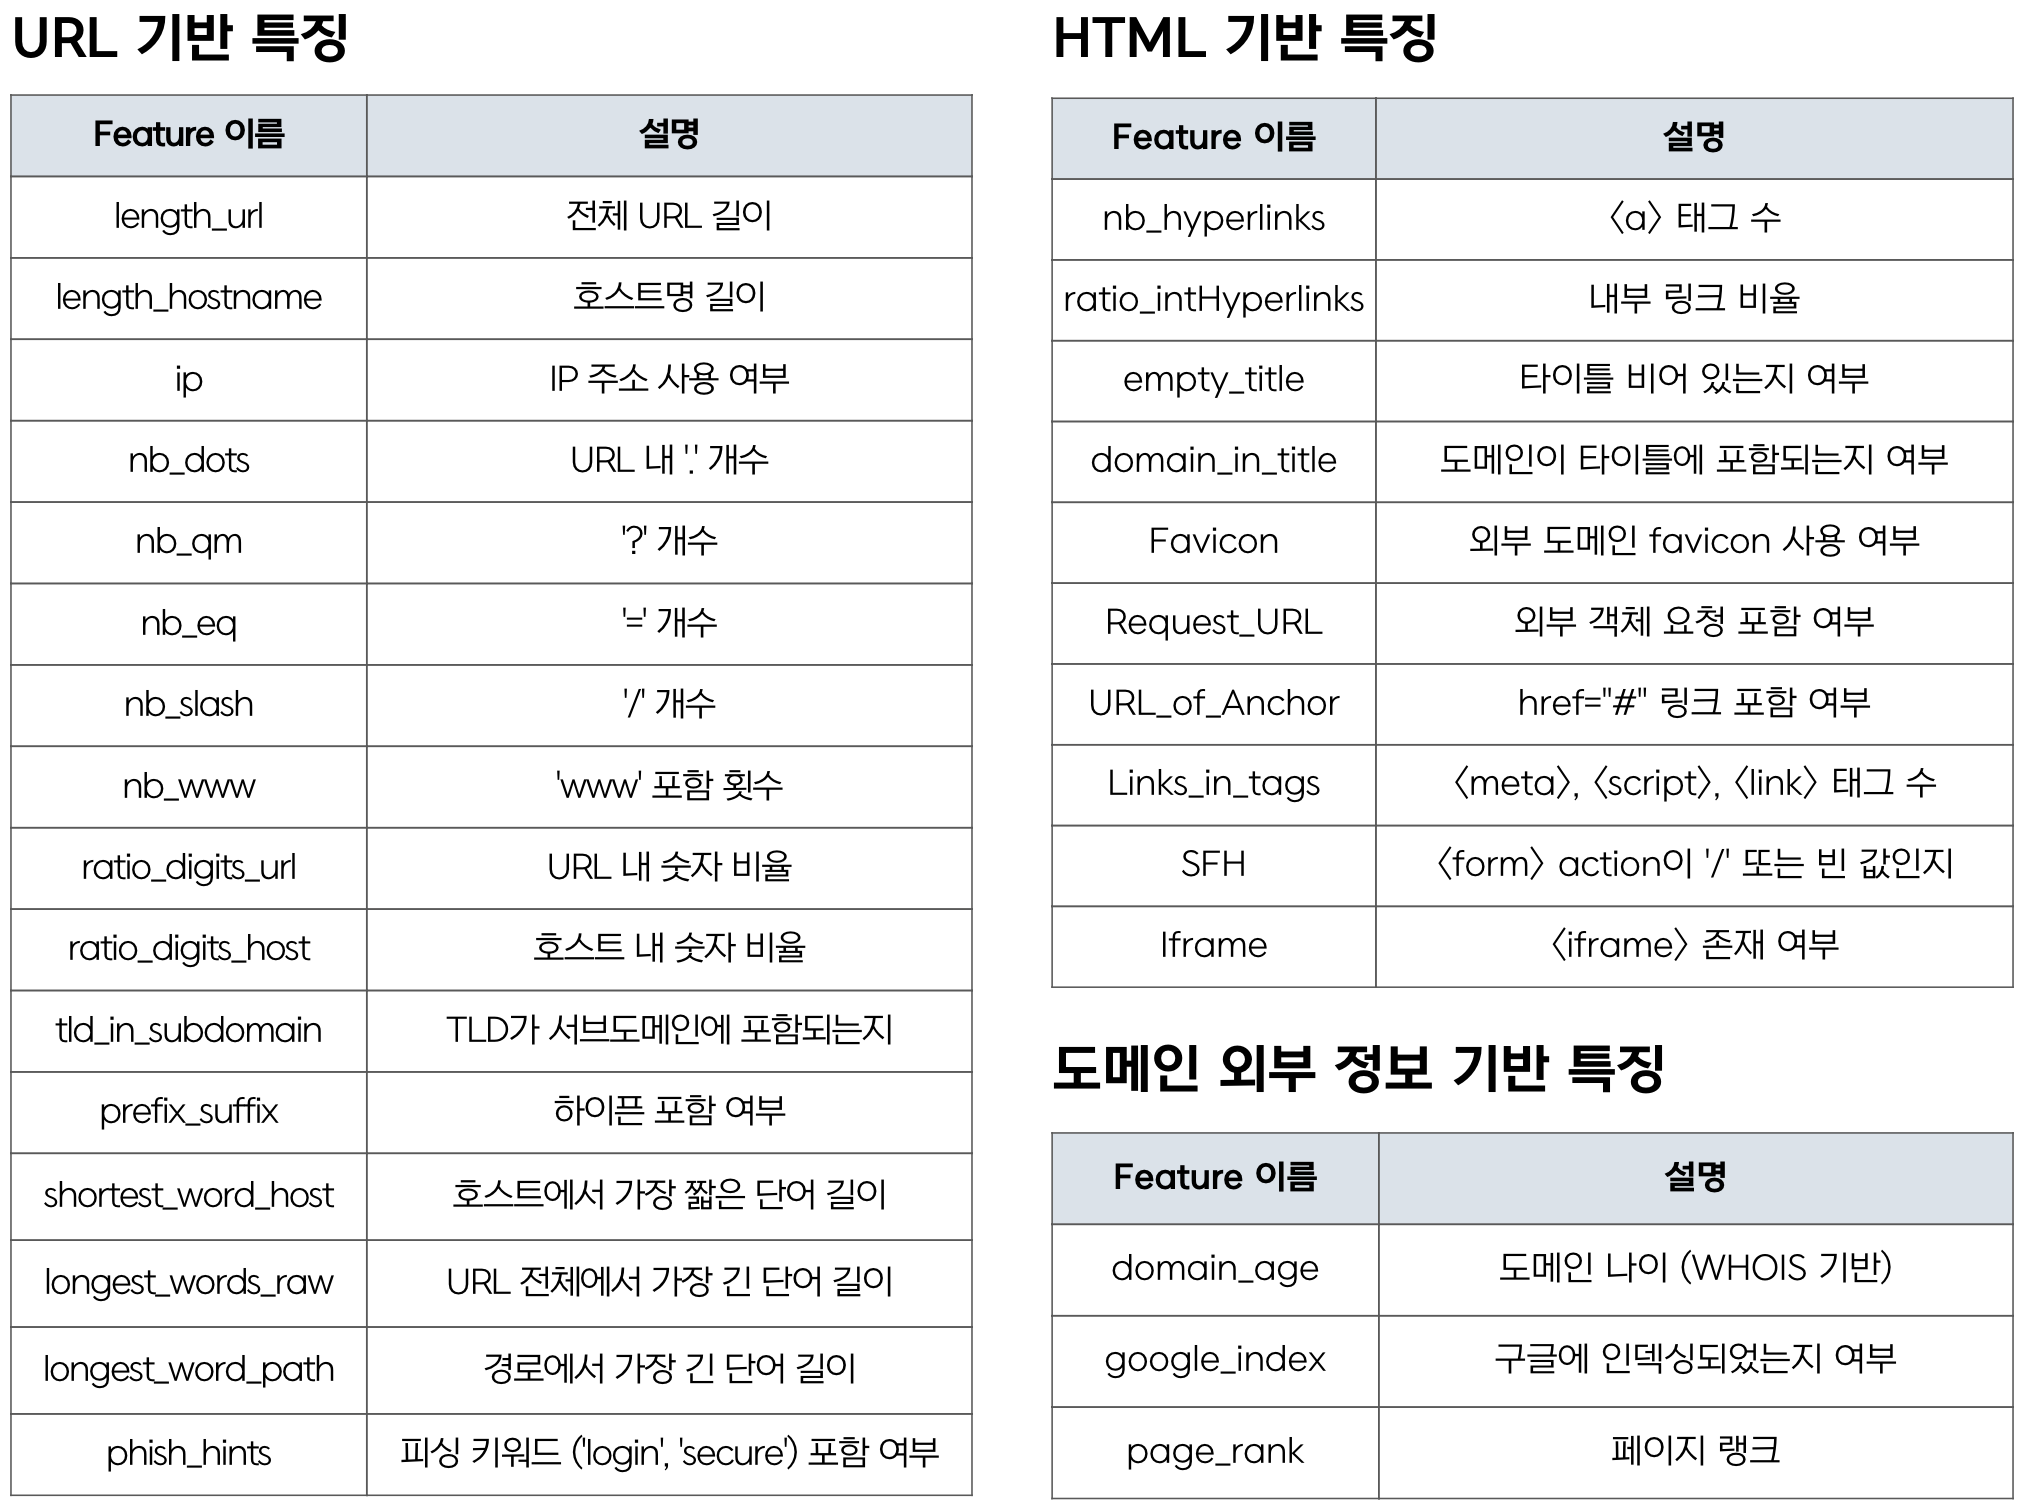 URL 기반 특징
Feature 이름 설명
length_url 전체 URL 길이
length_hostname 호스트명 길이
ip IP 주소 사용 여부
nb_dots URL 내 '.' 개수
nb_qm '?' 개수
nb_eq '=' 개수
nb_slash '/' 개수
nb_www 'www' 포함 횟수
ratio_digits_url URL 내 숫자 비율
ratio_digits_host 호스트 내 숫자 비율
tld_in_subdomain TLD가 서브도메인에 포함되는지
prefix_suffix 하이픈 포함 여부
shortest_word_host 호스트에서 가장 짧은 단어 길이
longest_words_raw URL 전체에서 가장 긴 단어 길이
longest_word_path 경로에서 가장 긴 단어 길이
phish_hints 피싱 키워드 ('login', 'secure') 포함 여부
HTML 기반 특징
Feature 이름 설명
nb_hyperlinks 〈a〉 태그 수
ratio_intHyperlinks 내부 링크 비율
empty_title 타이틀 비어 있는지 여부
domain_in_title 도메인이 타이틀에 포함되는지 여부
Favicon 외부 도메인 favicon 사용 여부
Request_URL 외부 객체 요청 포함 여부
URL_of_Anchor href="#" 링크 포함 여부
Links_in_tags 〈meta〉, 〈script〉, 〈link〉 태그 수
SFH 〈form〉 action이 '/' 또는 빈 값인지
Iframe 〈iframe〉 존재 여부
도메인 외부 정보 기반 특징
Feature 이름 설명
domain_age 도메인 나이 (WHOIS 기반)
google_index 구글에 인덱싱되었는지 여부
page_rank 페이지 랭크